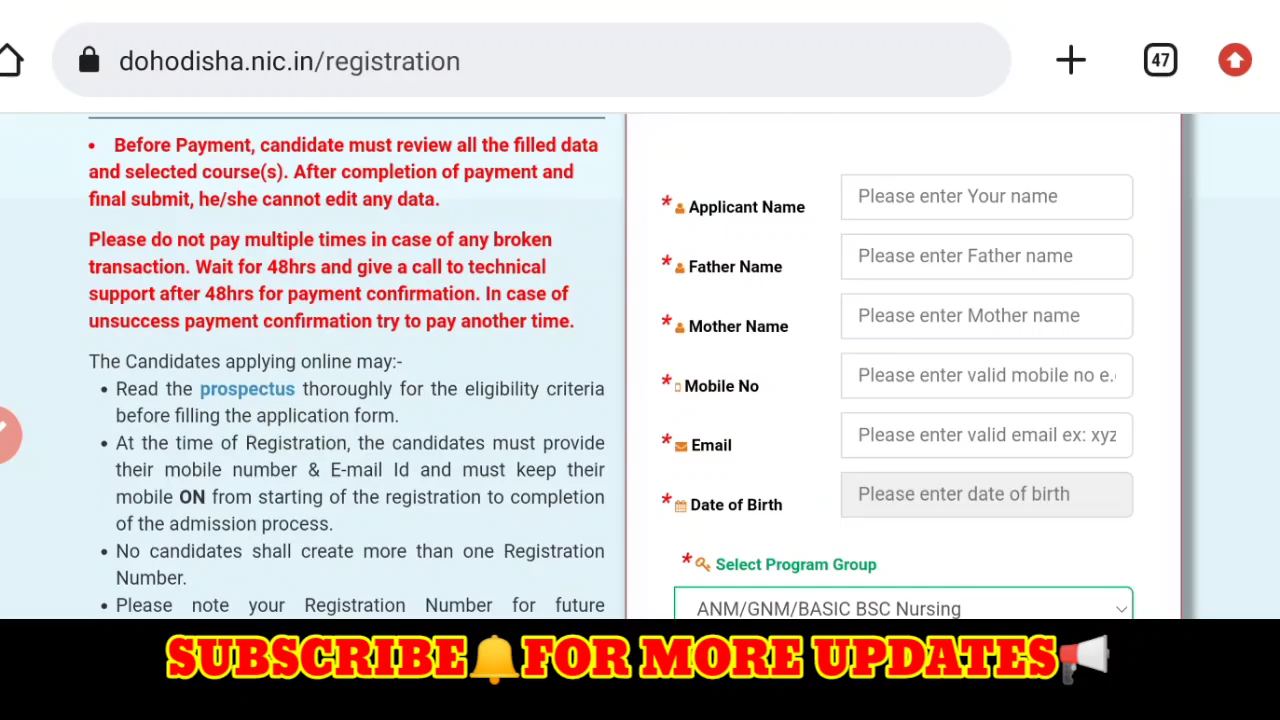 dohodisha.nic.in/registration
47
• Before Payment, candidate must review all the filled data
and selected course(s). After completion of payment and
final submit, he/she cannot edit any data.
Please do not pay multiple times in case of any broken
transaction. Wait for 48hrs and give a call to technical
support after 48hrs for payment confirmation. In case of
unsuccess payment confirmation try to pay another time.
The Candidates applying online may:-
• Read the prospectus thoroughly for the eligibility criteria
before filling the application form.
• At the time of Registration, the candidates must provide
their mobile number & E-mail Id and must keep their
mobile ON from starting of the registration to completion
of the admission process.
• No candidates shall create more than one Registration
Number.
• Please note your Registration Number for future
* Applicant Name
Please enter Your name
* Father Name
Please enter Father name
* Mother Name
Please enter Mother name
* Mobile No
Please enter valid mobile no e.
* Email
Please enter valid email ex: xyz
* Date of Birth
Please enter date of birth
* Select Program Group
ANM/GNM/BASIC BSC Nursing
SUBSCRIBE🔔FOR MORE UPDATES📢